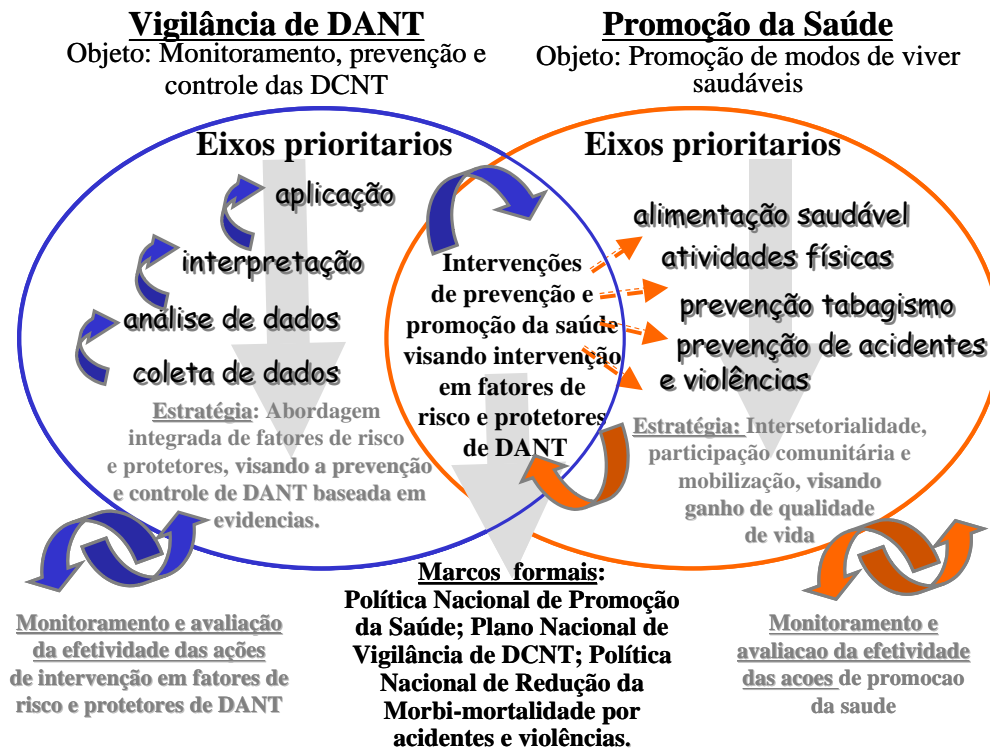 Vigilância de DANT
Objeto: Monitoramento, prevenção e
controle das DCNT
Promoção da Saúde
Objeto: Promoção de modos de viver
saudáveis
Eixos prioritarios
aplicação
interpretação
análise de dados
coleta de dados
Estratégia: Abordagem
integrada de fatores de risco
e protetores, visando a prevenção
e controle de DANT baseada em
evidencias.
Intervenções
de prevenção e
promoção da saúde
visando intervenção
em fatores de
risco e protetores
de DANT
Eixos prioritarios
alimentação saudável
atividades físicas
prevenção tabagismo
prevenção de acidentes
e violências
Estratégia: Intersetorialidade,
participação comunitária e
mobilização, visando
ganho de qualidade
de vida
Monitoramento e avaliação
da efetividade das ações
de intervenção em fatores de
risco e protetores de DANT
Marcos formais:
Política Nacional de Promoção
da Saúde; Plano Nacional de
Vigilância de DCNT; Política
Nacional de Redução da
Morbi-mortalidade por
acidentes e violências.
Monitoramento e
avaliacao da efetividade
das acoes de promocao
da saude